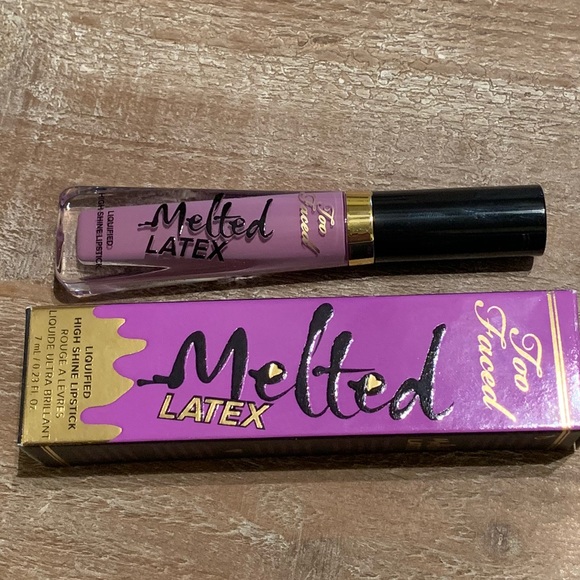 LIQUIFIED
HIGH SHINE LIPSTICK
Melted
LATEX
Too
Faced
LIQUIFIED
HIGH SHINE LIPSTICK
ROUGE À LÈVRES
LIQUIDE ULTRA BRILLANT
7 mL / 0.23 FL. Oz.
Melted
LATEX
Too
Faced